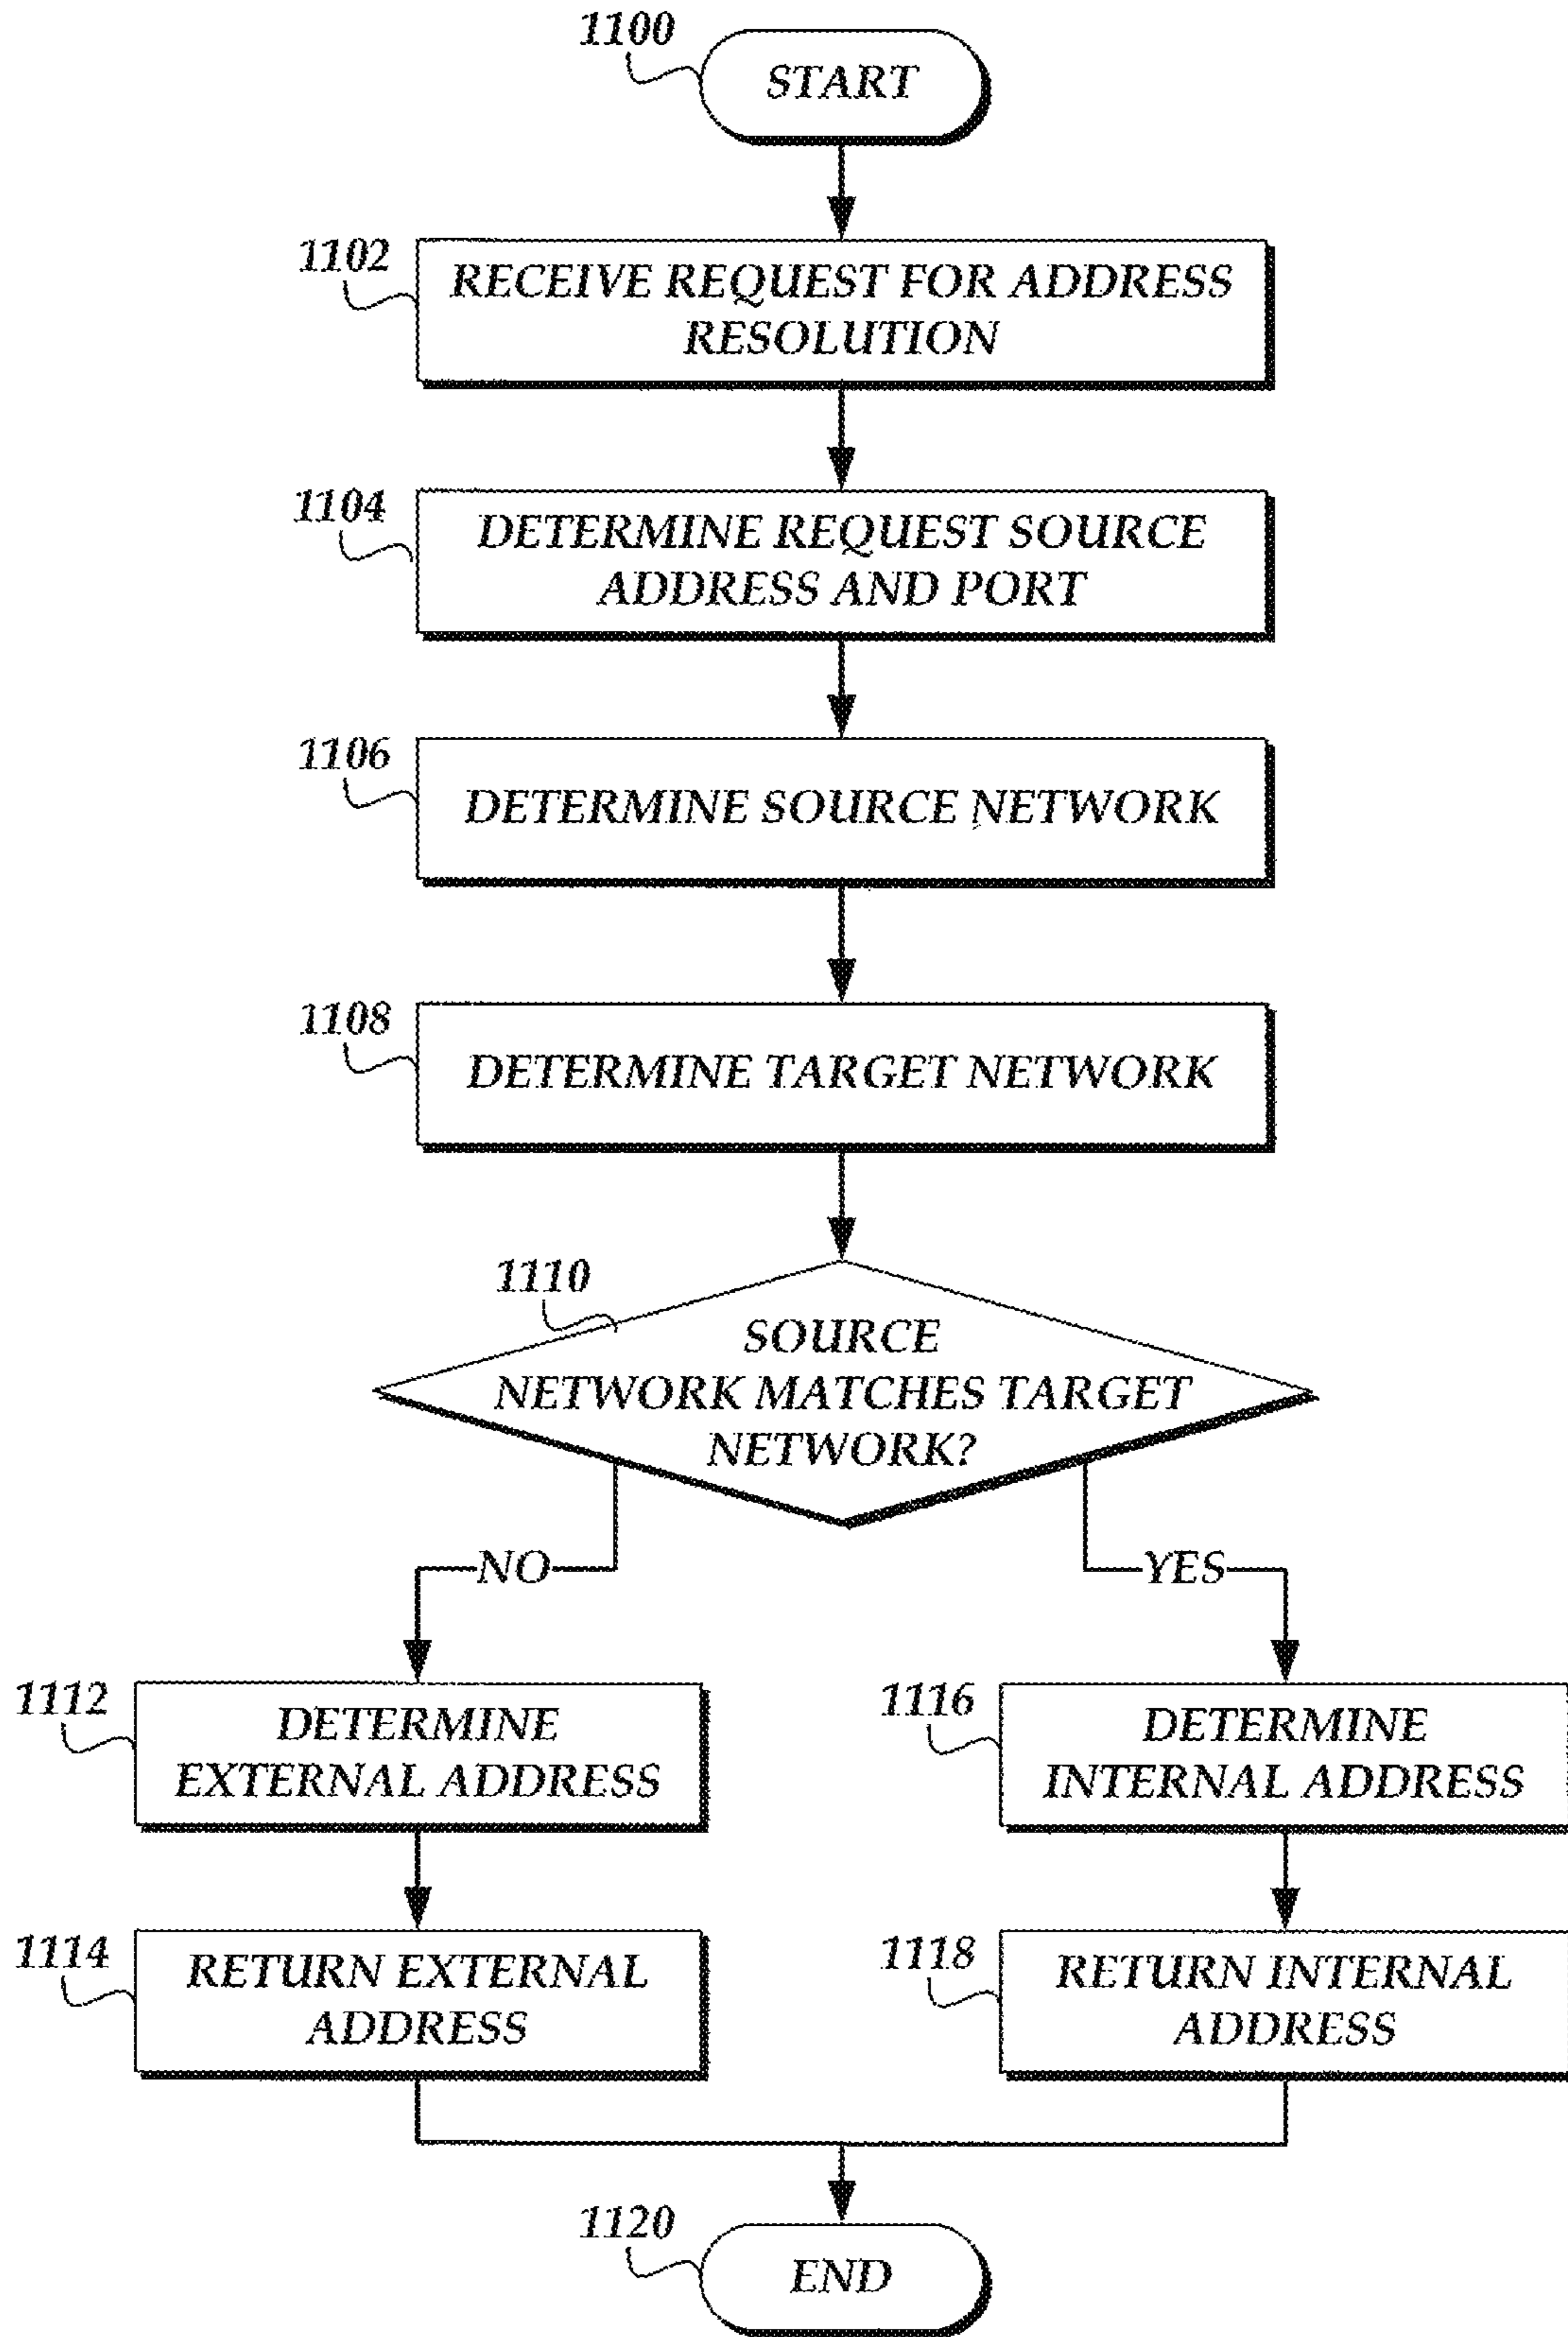 1100
START
1102
RECEIVE REQUEST FOR ADDRESS
RESOLUTION
1104
DETERMINE REQUEST SOURCE
ADDRESS AND PORT
1106
DETERMINE SOURCE NETWORK
1108
DETERMINE TARGET NETWORK
1110
SOURCE
NETWORK MATCHES TARGET
NETWORK?
NO
YES
1112
DETERMINE
EXTERNAL ADDRESS
1116
DETERMINE
INTERNAL ADDRESS
1114
RETURN EXTERNAL
ADDRESS
1118
RETURN INTERNAL
ADDRESS
1120
END